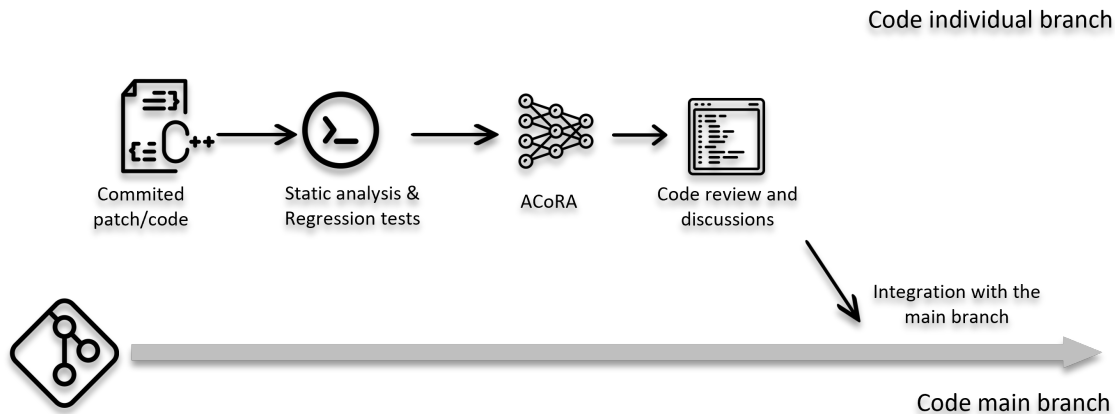 Code individual branch
C++
Commited
patch/code
Static analysis &
Regression tests
ACoRA
Code review and
discussions
Integration with the
main branch
Code main branch